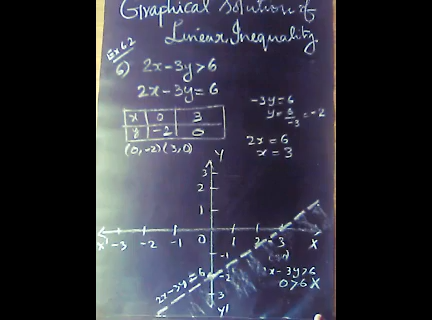 Graphical Solution of
Linear Inequality.
Ex 6.2
6) 2x-3y>6
2x-3y=6
x 0 3
y -2 0
(0,-2) (3,0)
-3y=6
y=6/-3=-2
2x=6
x=3
Y
3
2
1
X' -3 -2 -1 0 1 2 3 X
-1
-2
-3
Y'
2x-3y=6
2x-3y>6
0>6 X